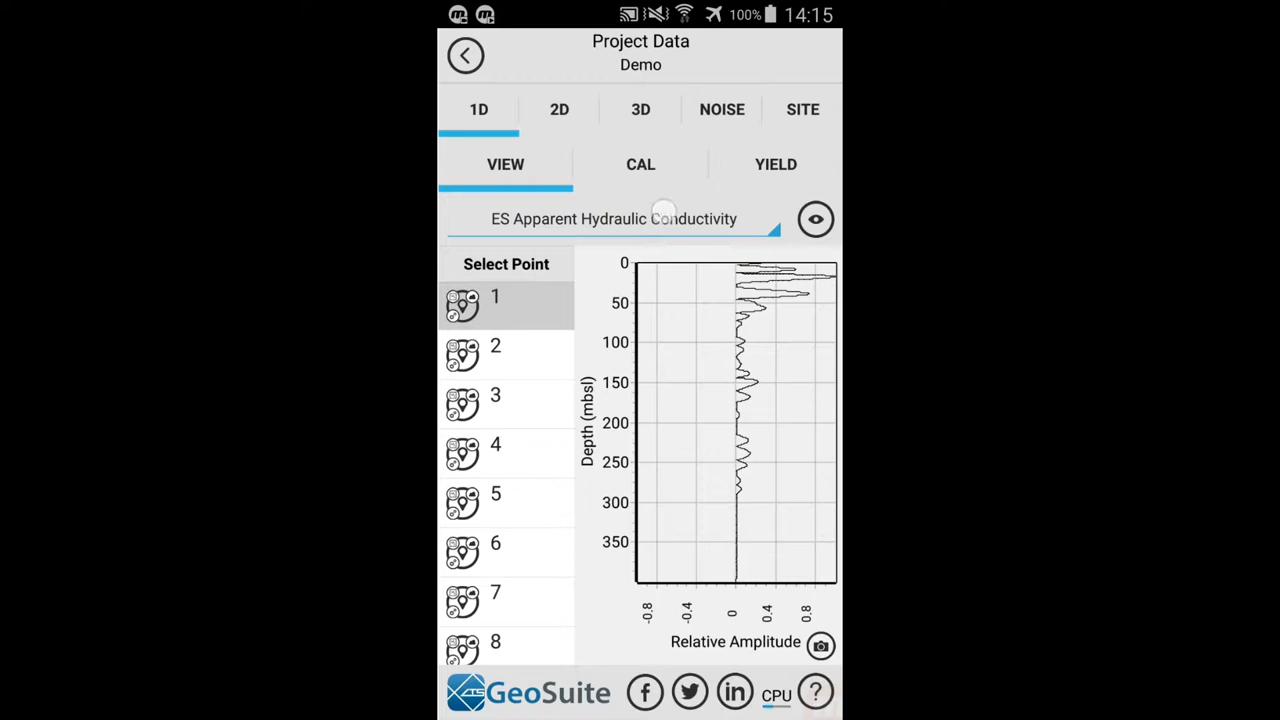 100% 14:15
Project Data
Demo
1D 2D 3D NOISE SITE
VIEW CAL YIELD
ES Apparent Hydraulic Conductivity
Select Point
1
2
3
4
5
6
7
8
0
50
100
150
200
250
300
350
Depth (mbsl)
-0.8 -0.4 0 0.4 0.8
Relative Amplitude
GeoSuite f in CPU ?